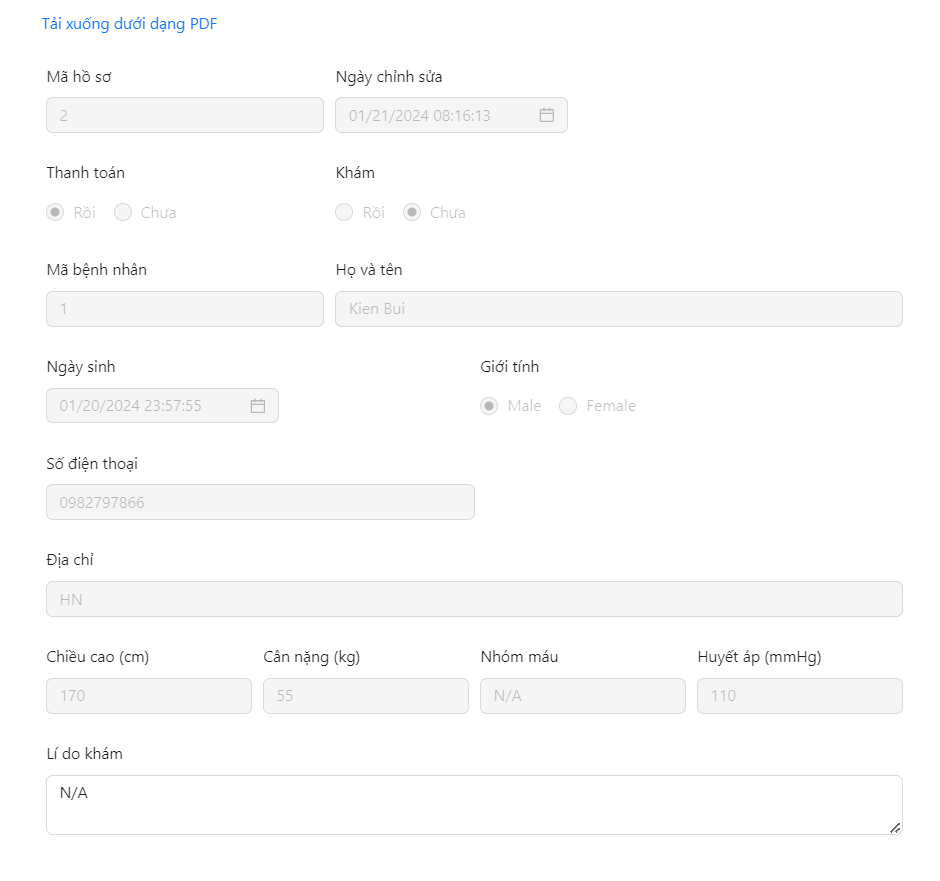 Tải xuống dưới dạng PDF
Mã hồ sơ Ngày chỉnh sửa
2 01/21/2024 08:16:13
Thanh toán Khám
Rồi Chưa Rồi Chưa
Mã bệnh nhân Họ và tên
1 Kien Bui
Ngày sinh Giới tính
01/20/2024 23:57:55 Male Female
Số điện thoại
0982797866
Địa chỉ
HN
Chiều cao (cm) Cân nặng (kg) Nhóm máu Huyết áp (mmHg)
170 55 N/A 110
Lí do khám
N/A